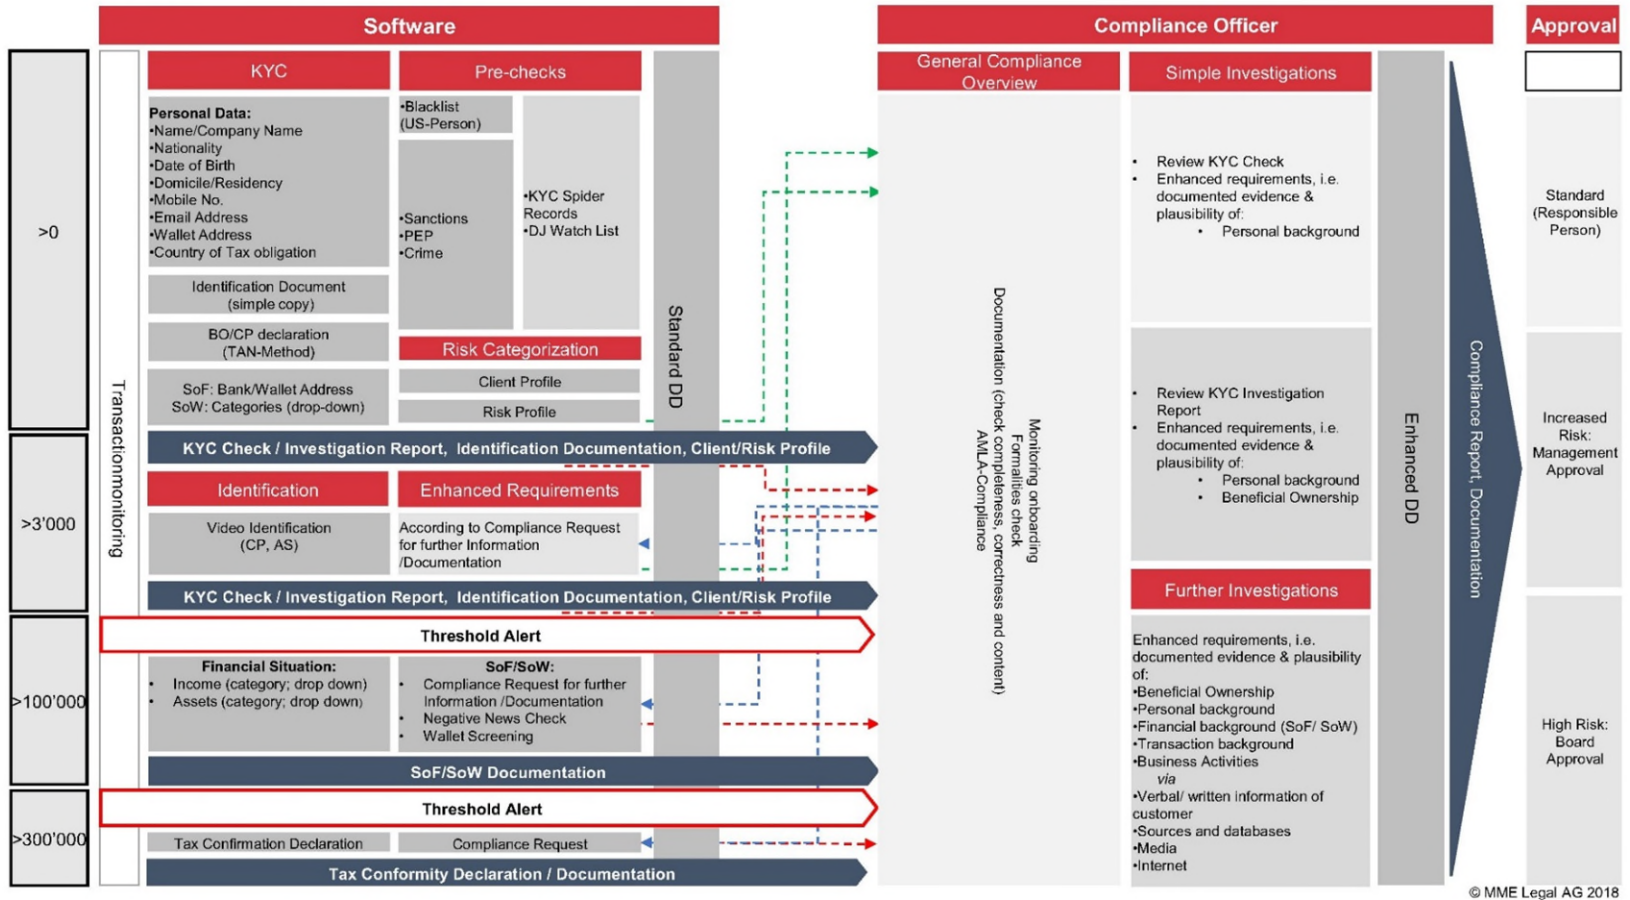 Software
Compliance Officer
Approval
>0
>3'000
>100'000
>300'000
Transactionmonitoring
KYC
Personal Data:
•Name/Company Name
•Nationality
•Date of Birth
•Domicile/Residency
•Mobile No.
•Email Address
•Wallet Address
•Country of Tax obligation
Identification Document
(simple copy)
BO/CP declaration
(TAN-Method)
SoF: Bank/Wallet Address
SoW: Categories (drop-down)
Pre-checks
•Blacklist
(US-Person)
•Sanctions
•PEP
•Crime
•KYC Spider
Records
•DJ Watch List
Risk Categorization
Client Profile
Risk Profile
Standard DD
KYC Check / Investigation Report, Identification Documentation, Client/Risk Profile
Identification
Video Identification
(CP, AS)
Enhanced Requirements
According to Compliance Request
for further Information
/Documentation
KYC Check / Investigation Report, Identification Documentation, Client/Risk Profile
Threshold Alert
Financial Situation:
• Income (category; drop down)
• Assets (category; drop down)
SoF/SoW:
• Compliance Request for further
Information /Documentation
• Negative News Check
• Wallet Screening
SoF/SoW Documentation
Threshold Alert
Tax Confirmation Declaration
Compliance Request
Tax Conformity Declaration / Documentation
General Compliance
Overview
Monitoring onboarding
Formalities check
Documentation (check completeness, correctness and content)
AMLA-Compliance
Simple Investigations
• Review KYC Check
• Enhanced requirements, i.e.
documented evidence &
plausibility of:
• Personal background
• Review KYC Investigation
Report
• Enhanced requirements, i.e.
documented evidence &
plausibility of:
• Personal background
• Beneficial Ownership
Further Investigations
Enhanced requirements, i.e.
documented evidence & plausibility
of:
•Beneficial Ownership
•Personal background
•Financial background (SoF/ SoW)
•Transaction background
•Business Activities
via
•Verbal/ written information of
customer
•Sources and databases
•Media
•Internet
Enhanced DD
Compliance Report, Documentation
Standard
(Responsible
Person)
Increased
Risk:
Management
Approval
High Risk:
Board
Approval
© MME Legal AG 2018